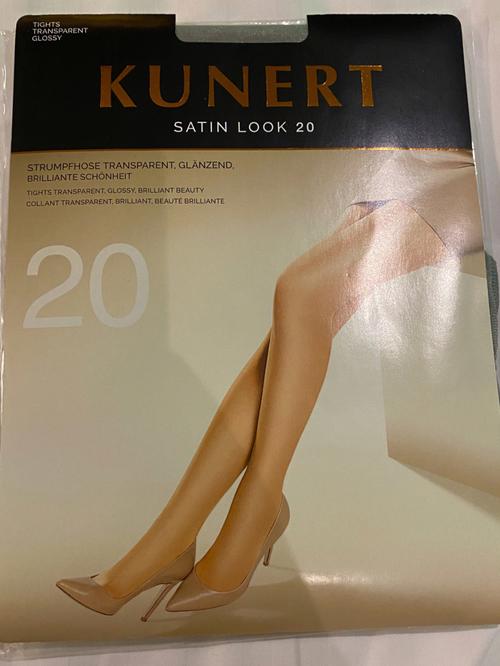 TIGHTS
TRANSPARENT
GLOSSY
KUNERT
SATIN LOOK 20
STRUMPFHOSE TRANSPARENT, GLÄNZEND,
BRILLIANTE SCHÖNHEIT
TIGHTS TRANSPARENT, GLOSSY, BRILLIANT BEAUTY
COLLANT TRANSPARENT, BRILLIANT, BEAUTÉ BRILLIANTE
20